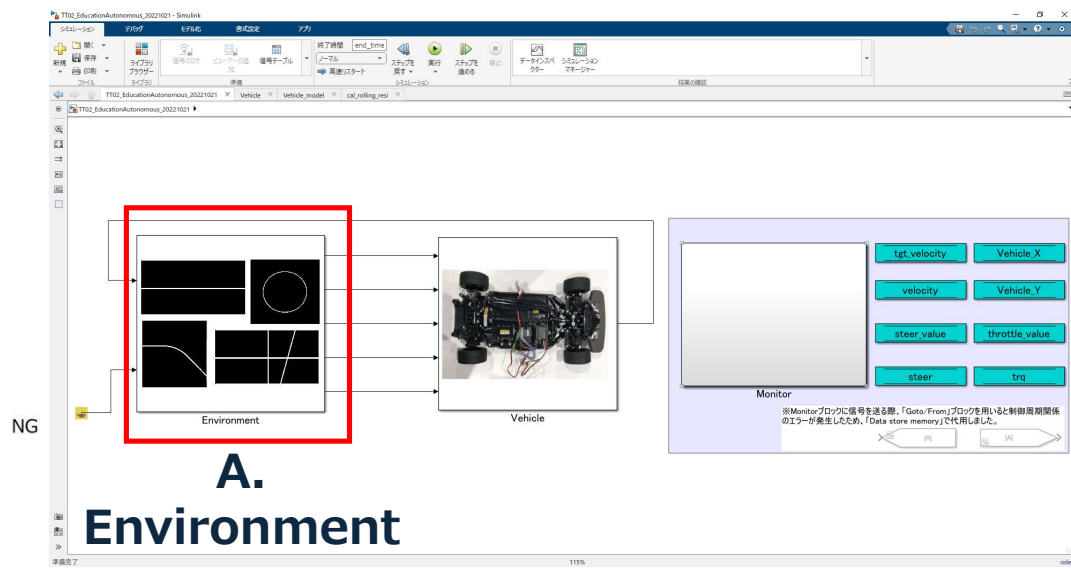 TT02_EducationAutonomous_20221021 - Simulink
シミュレーション デバッグ モデル化 書式設定 アプリ
新規
開く
保存
印刷
ファイル
ライブラリ
ブラウザー
ライブラリ
信号のログ
ビューアーの追加
信号テーブル
準備
終了時間 end_time
ノーマル
高速リスタート
ステップを
戻す
実行
ステップを
進める
停止
シミュレーション
データインスペ
クター
シミュレーション
マネージャー
結果の確認
TT02_EducationAutonomous_20221021 × Vehicle × Vehicle_model × cal_rolling_resi ×
TT02_EducationAutonomous_20221021
Environment
Vehicle
Monitor
tgt_velocity Vehicle_X
velocity Vehicle_Y
steer_value throttle_value
steer trq
※Monitorブロックに信号を送る際、「Goto/From」ブロックを用いると制御周期関係
のエラーが発生したため、「Data store memory」で代用しました。
[A] [A]
NG
A.
Environment
準備完了 115% ode